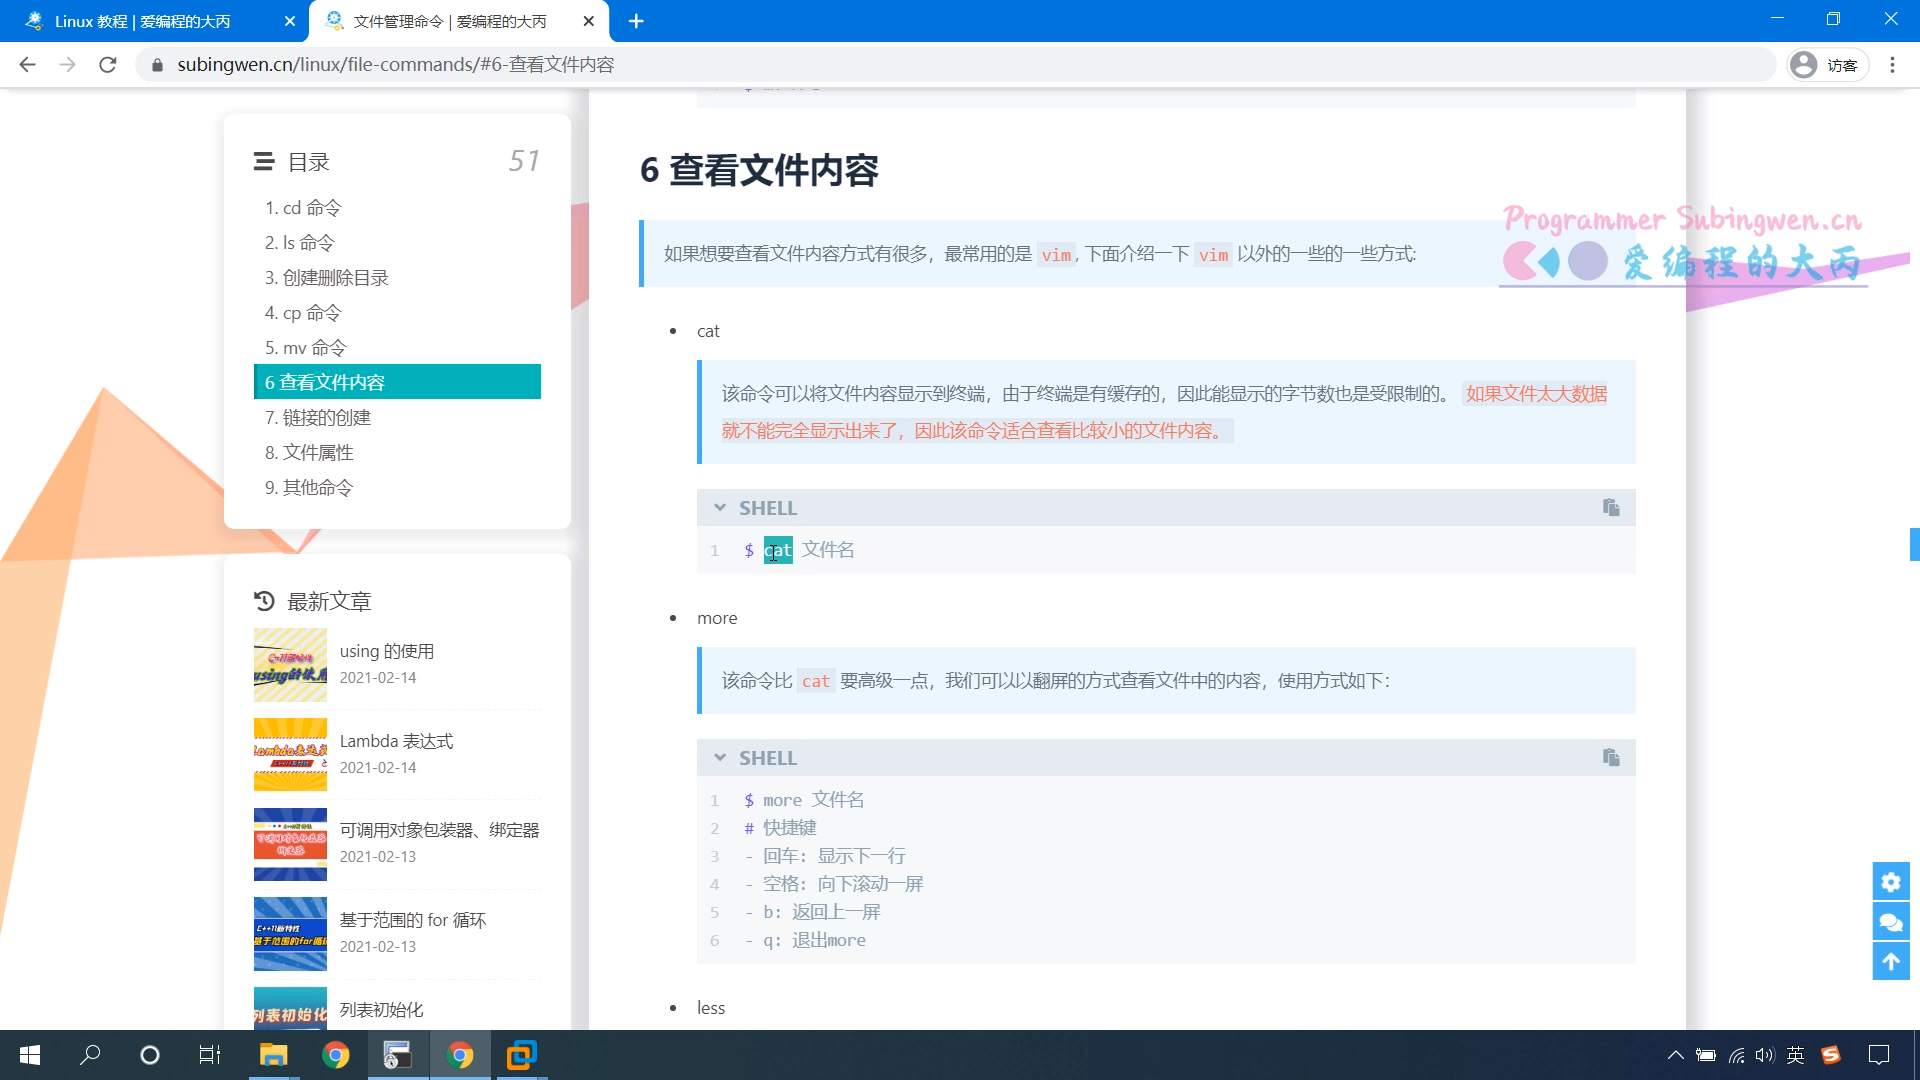 Linux 教程 | 爱编程的大丙
文件管理命令 | 爱编程的大丙
subingwen.cn/linux/file-commands/#6-查看文件内容
访客
目录 51
1. cd 命令
2. ls 命令
3. 创建删除目录
4. cp 命令
5. mv 命令
6 查看文件内容
7. 链接的创建
8. 文件属性
9. 其他命令
最新文章
using 的使用
2021-02-14
Lambda 表达式
2021-02-14
可调用对象包装器、绑定器
2021-02-13
基于范围的 for 循环
2021-02-13
列表初始化
6 查看文件内容
Programmer Subingwen.cn
爱编程的大丙
如果想要查看文件内容方式有很多，最常用的是 vim, 下面介绍一下 vim 以外的一些的一些方式:
cat
该命令可以将文件内容显示到终端，由于终端是有缓存的，因此能显示的字节数也是受限制的。 如果文件太大数据
就不能完全显示出来了，因此该命令适合查看比较小的文件内容。
SHELL
1 $ cat 文件名
more
该命令比 cat 要高级一点，我们可以以翻屏的方式查看文件中的内容，使用方式如下：
SHELL
1 $ more 文件名
2 # 快捷键
3 - 回车: 显示下一行
4 - 空格: 向下滚动一屏
5 - b: 返回上一屏
6 - q: 退出more
less
英